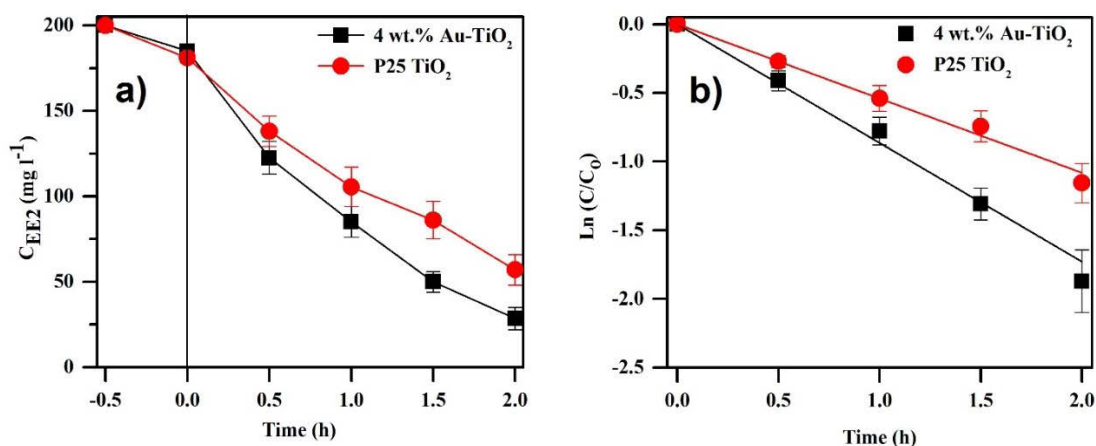 a)
4 wt.% Au-TiO₂
P25 TiO₂
C_EE2 (mg l⁻¹)
200
150
100
50
0
-0.5 0.0 0.5 1.0 1.5 2.0
Time (h)
b)
4 wt.% Au-TiO₂
P25 TiO₂
Ln (C/C_O)
0.0
-0.5
-1.0
-1.5
-2.0
-2.5
0.0 0.5 1.0 1.5 2.0
Time (h)